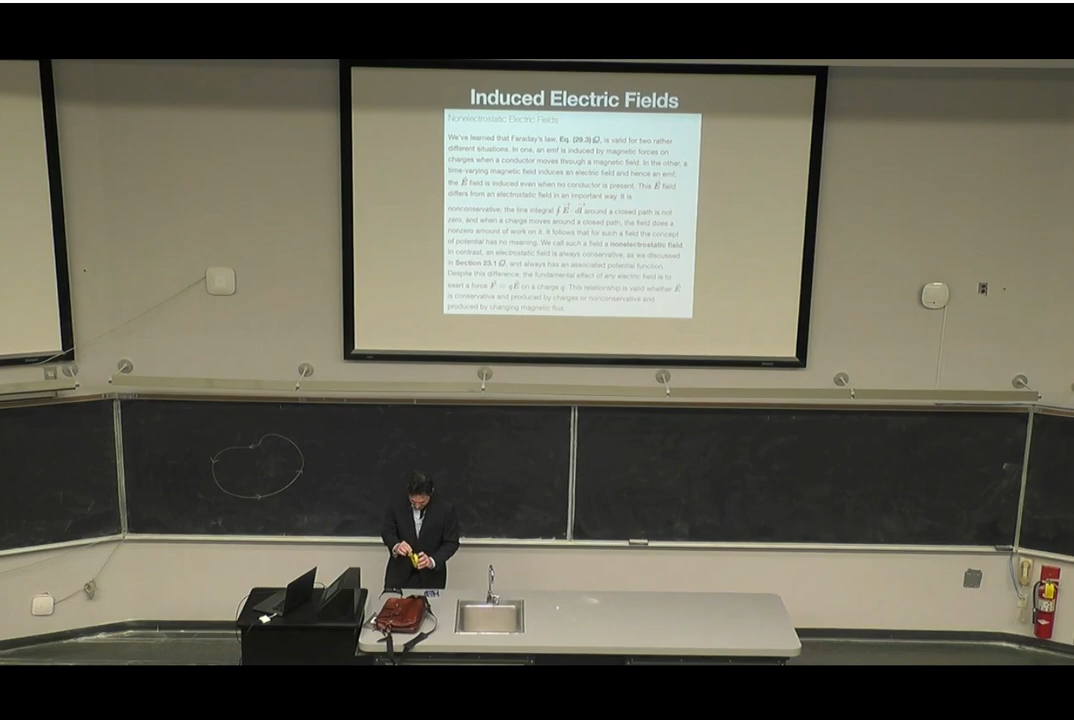 Induced Electric Fields
Nonelectrostatic Electric Fields
We've learned that Faraday's law, Eq. (29.3), is valid for two rather
different situations. In one, an emf is induced by magnetic forces on
charges when a conductor moves through a magnetic field. In the other, a
time-varying magnetic field induces an electric field and hence an emf;
the E⃗ field is induced even when no conductor is present. This E⃗ field
differs from an electrostatic field in an important way. It is
nonconservative; the line integral ∮ E⃗ · dl⃗ around a closed path is not
zero, and when a charge moves around a closed path, the field does a
nonzero amount of work on it. It follows that for such a field the concept
of potential has no meaning. We call such a field a nonelectrostatic field.
In contrast, an electrostatic field is always conservative, as we discussed
in Section 23.1, and always has an associated potential function.
Despite this difference, the fundamental effect of any electric field is to
exert a force F⃗ = qE⃗ on a charge q. This relationship is valid whether E⃗
is conservative and produced by charges or nonconservative and
produced by changing magnetic flux.